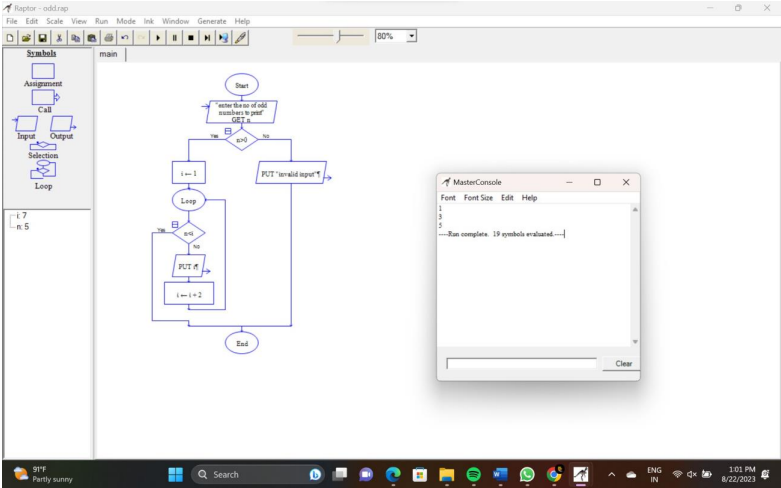 Raptor - odd.rap
File Edit Scale View Run Mode Ink Window Generate Help
80%
Symbols
Assignment
Call
Input Output
Selection
Loop
i: 7
n: 5
main
Start
"enter the no of odd
numbers to print"
GET n
Yes
n>0
No
i ← 1
PUT "invalid input"¶
Loop
Yes
n<i
No
PUT i¶
i ← i + 2
End
MasterConsole
Font Font Size Edit Help
1
3
5
----Run complete. 19 symbols evaluated.----
Clear
91°F
Partly sunny
Search
ENG
IN
1:01 PM
8/22/2023